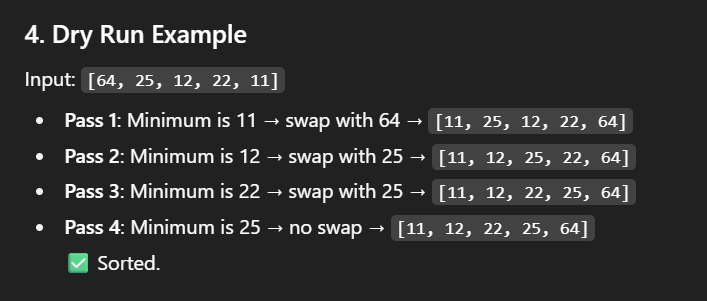 4. Dry Run Example
Input: [64, 25, 12, 22, 11]
• Pass 1: Minimum is 11 → swap with 64 → [11, 25, 12, 22, 64]
• Pass 2: Minimum is 12 → swap with 25 → [11, 12, 25, 22, 64]
• Pass 3: Minimum is 22 → swap with 25 → [11, 12, 22, 25, 64]
• Pass 4: Minimum is 25 → no swap → [11, 12, 22, 25, 64]
✅ Sorted.